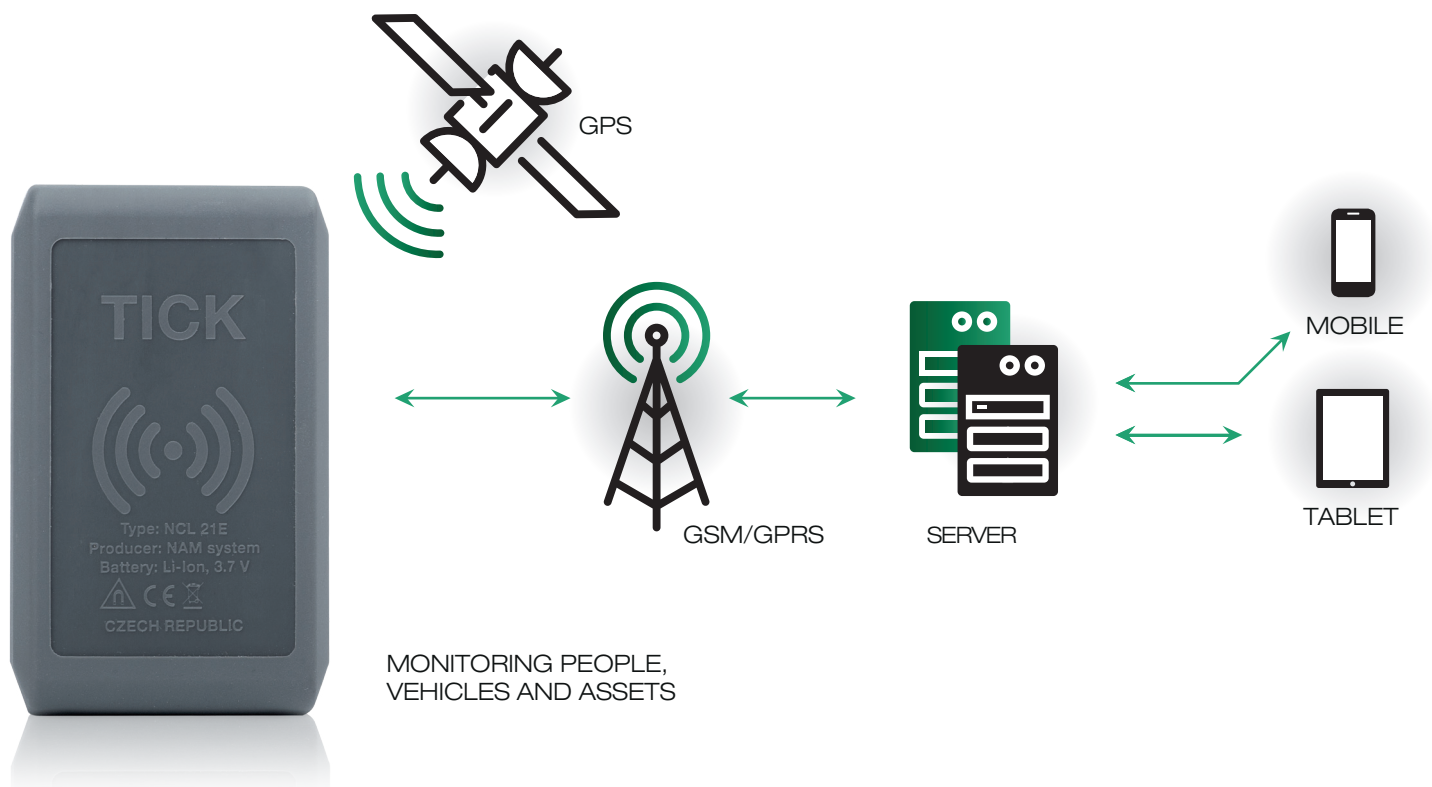 GPS
TICK
Type: NCL 21E
Producer: NAM system
Battery: Li-Ion, 3.7 V
CE
CZECH REPUBLIC
GSM/GPRS
SERVER
MOBILE
TABLET
MONITORING PEOPLE,
VEHICLES AND ASSETS